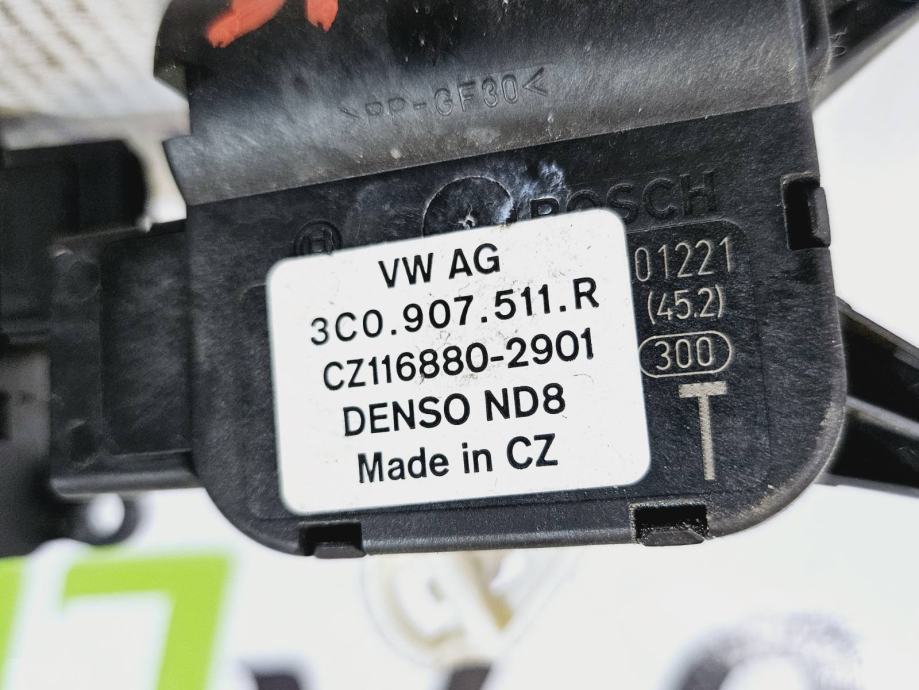 >PP-GF30<
BOSCH
VW AG
3C0.907.511.R
CZ116880-2901
DENSO ND8
Made in CZ
01221
(45.2)
300
T